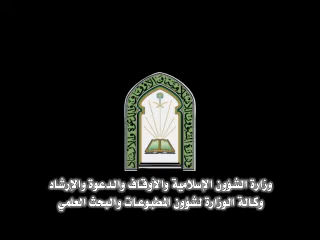 وزارة الشؤون الإسلامية والأوقاف والدعوة والإرشاد
وكالة الوزارة لشؤون المطبوعات والبحث العلمي